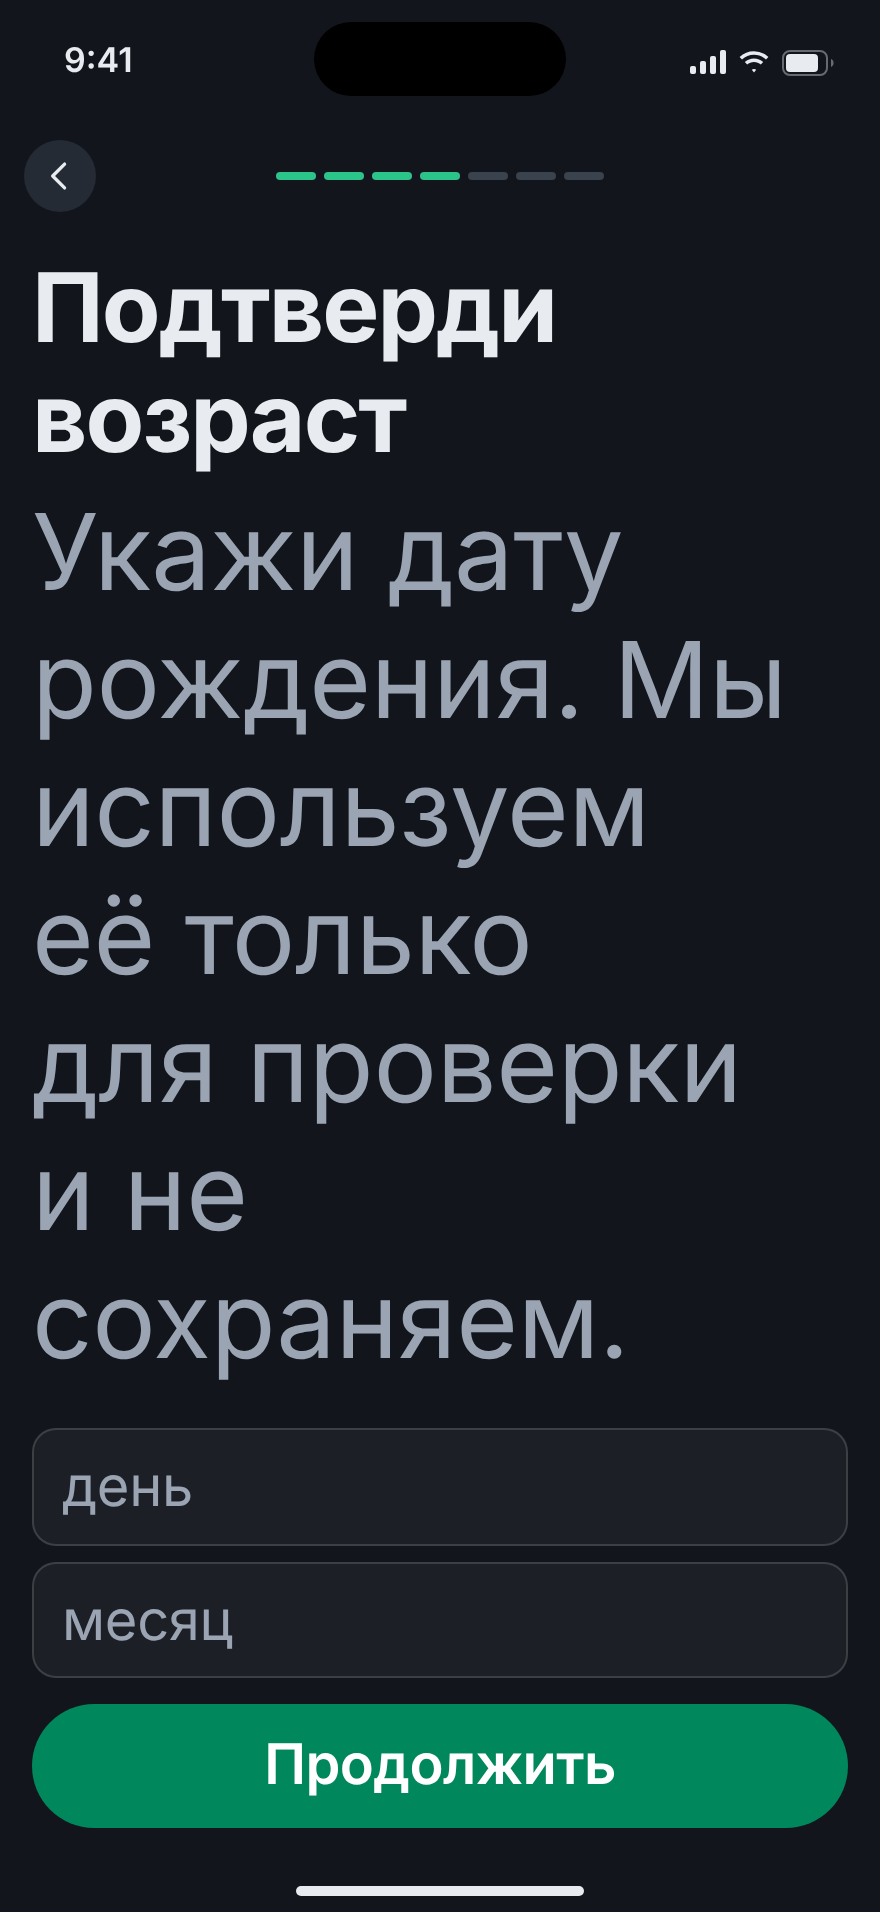 9:41
Подтверди
возраст
Укажи дату
рождения. Мы
используем
её только
для проверки
и не
сохраняем.
день
месяц
Продолжить